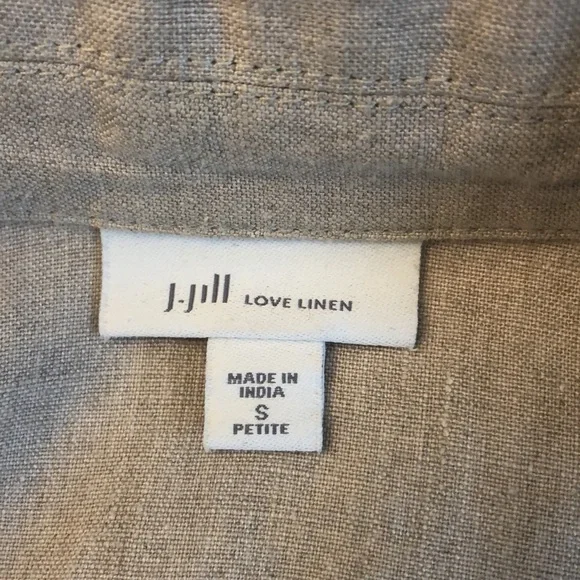 J.Jill LOVE LINEN
MADE IN
INDIA
S
PETITE